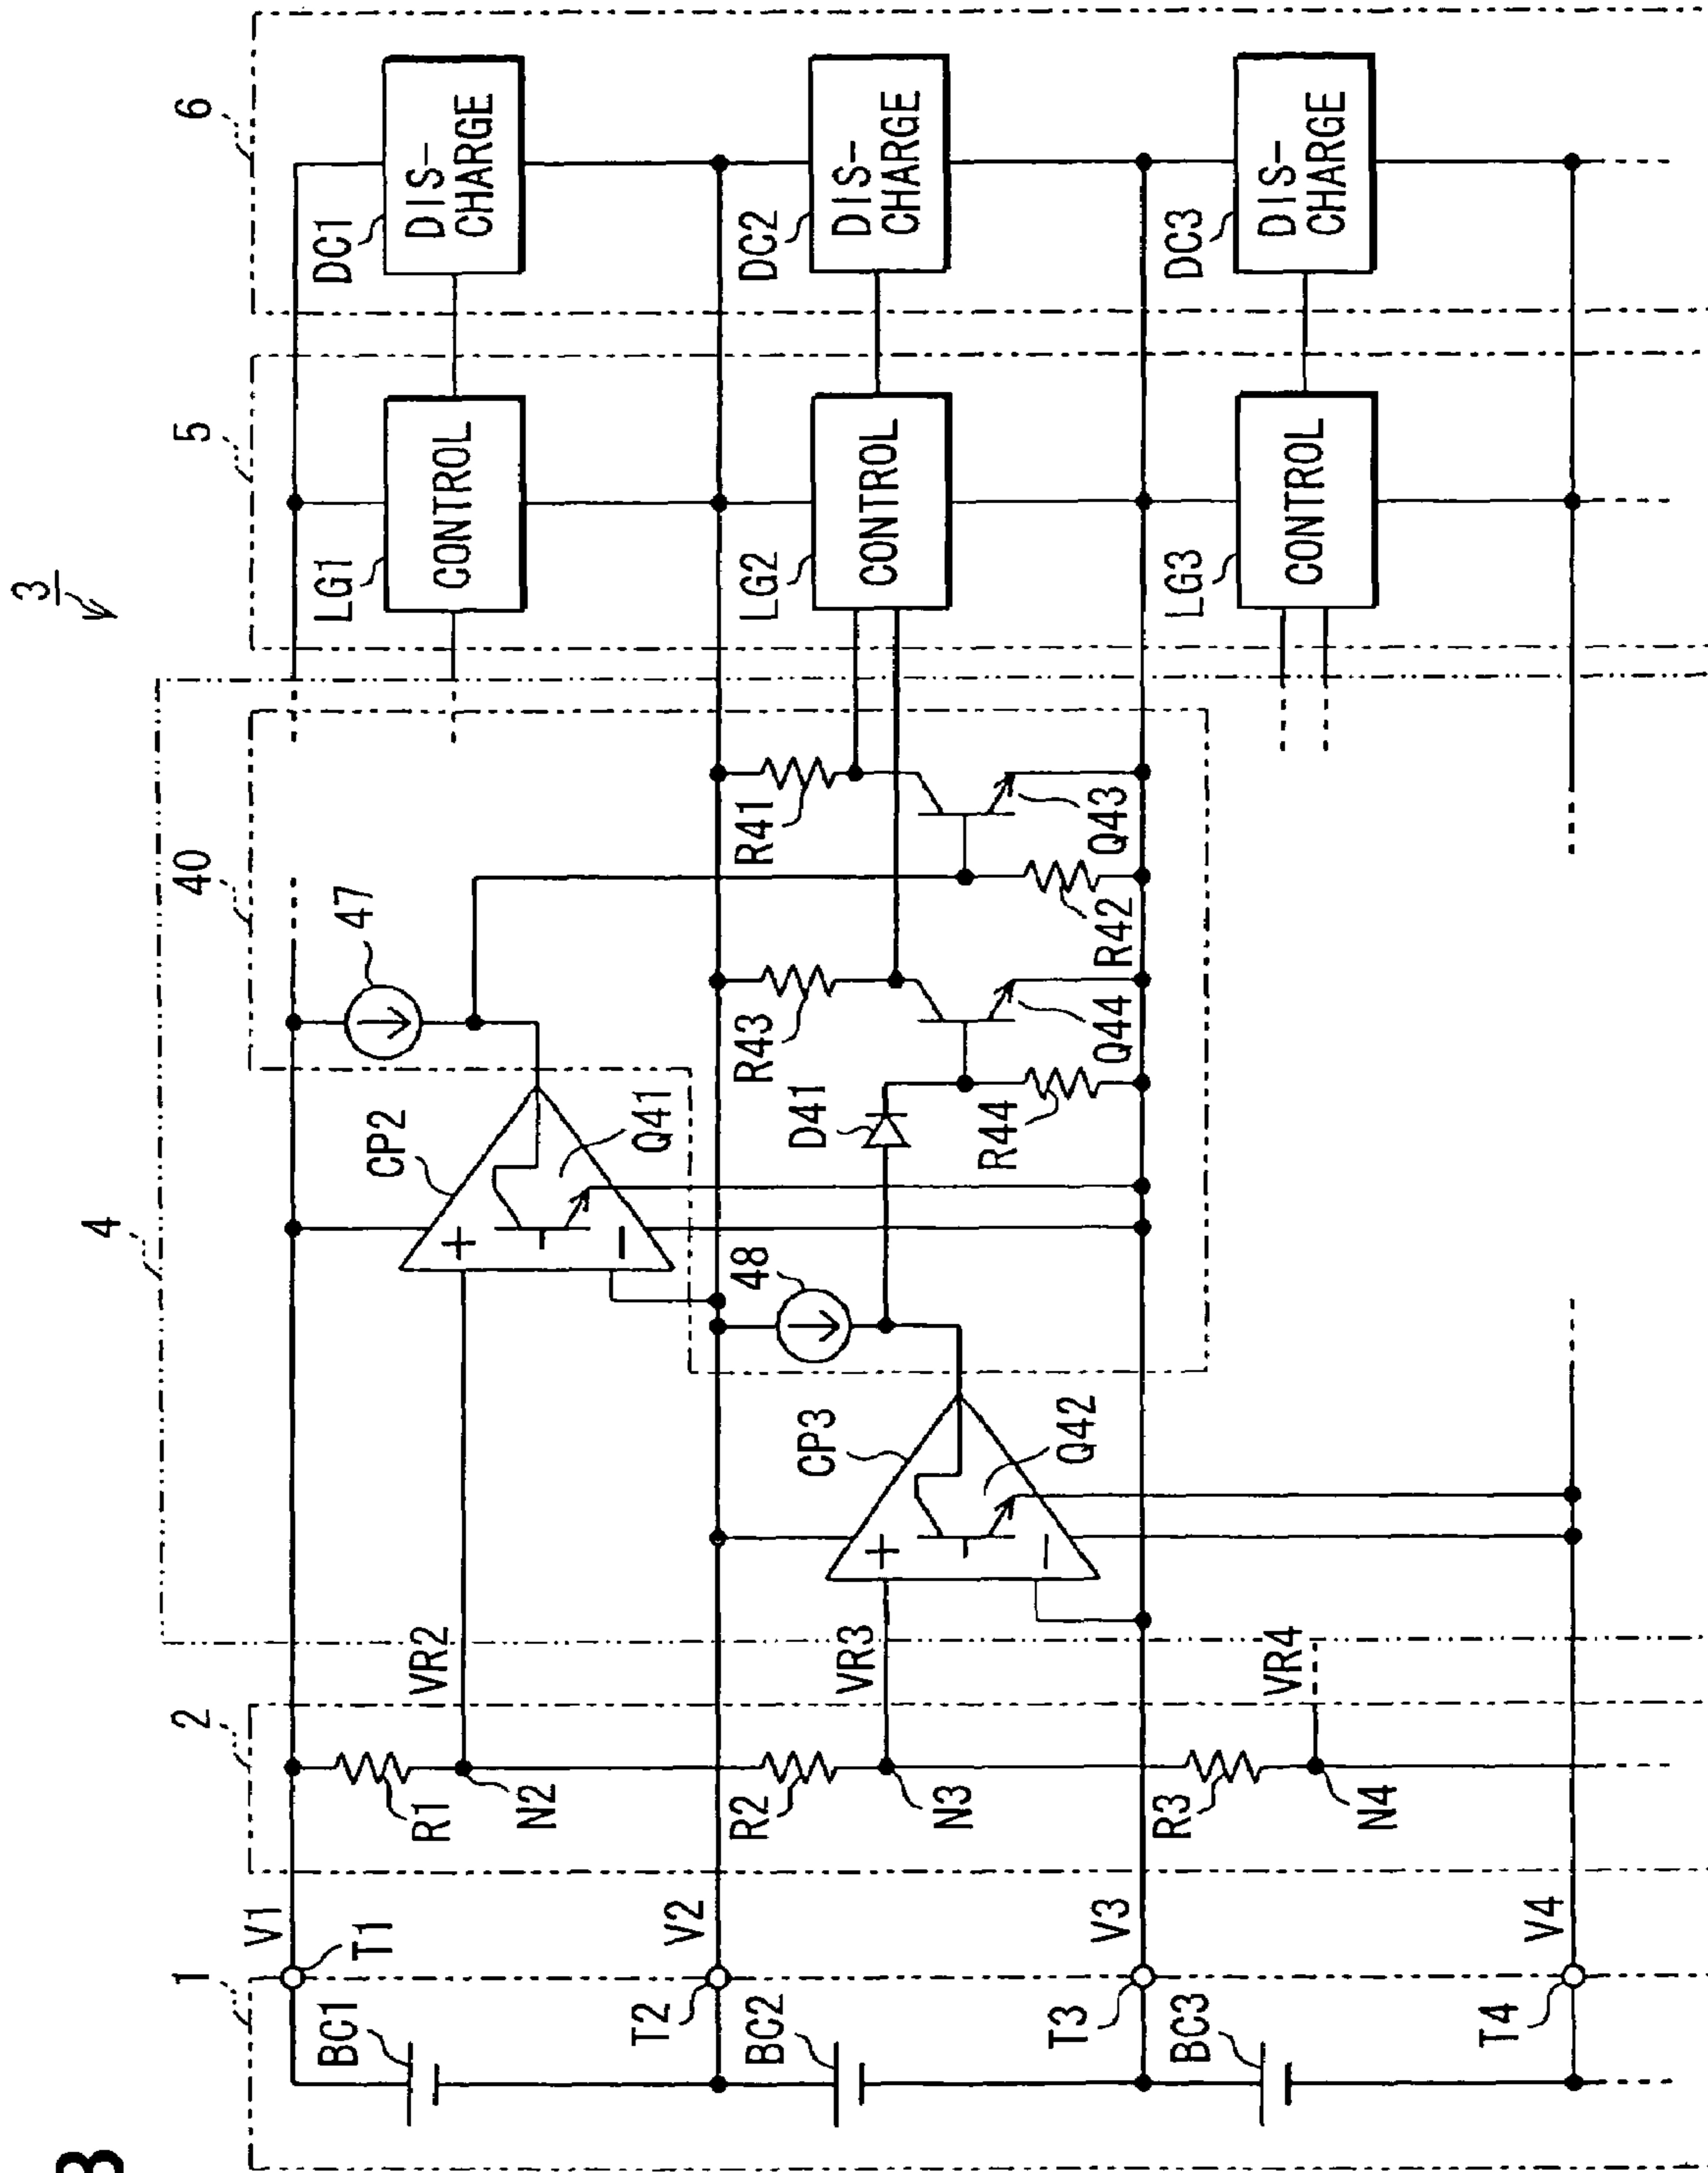 3
3
1
2
4
40
5
6
V1
T1
BC1
R1
N2
VR2
CP2
Q41
47
LG1
CONTROL
DC1
DIS-
CHARGE
V2
T2
BC2
R2
N3
VR3
CP3
Q42
48
D41
R43
R41
R44
Q44
R42
Q43
LG2
CONTROL
DC2
DIS-
CHARGE
V3
T3
BC3
R3
N4
VR4
LG3
CONTROL
DC3
DIS-
CHARGE
V4
T4
+
−
+
−